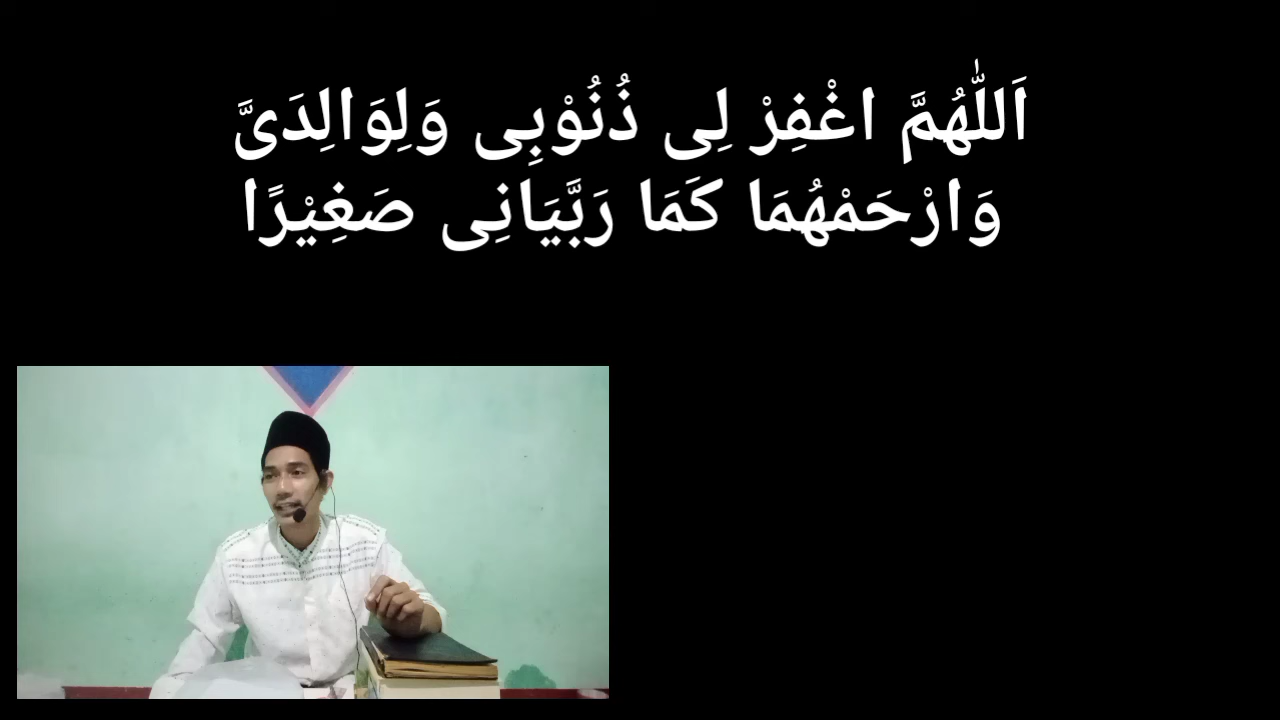 اَللّٰهُمَّ اغْفِرْ لِى ذُنُوْبِى وَلِوَالِدَىَّ
وَارْحَمْهُمَا كَمَا رَبَّيَانِى صَغِيْرًا